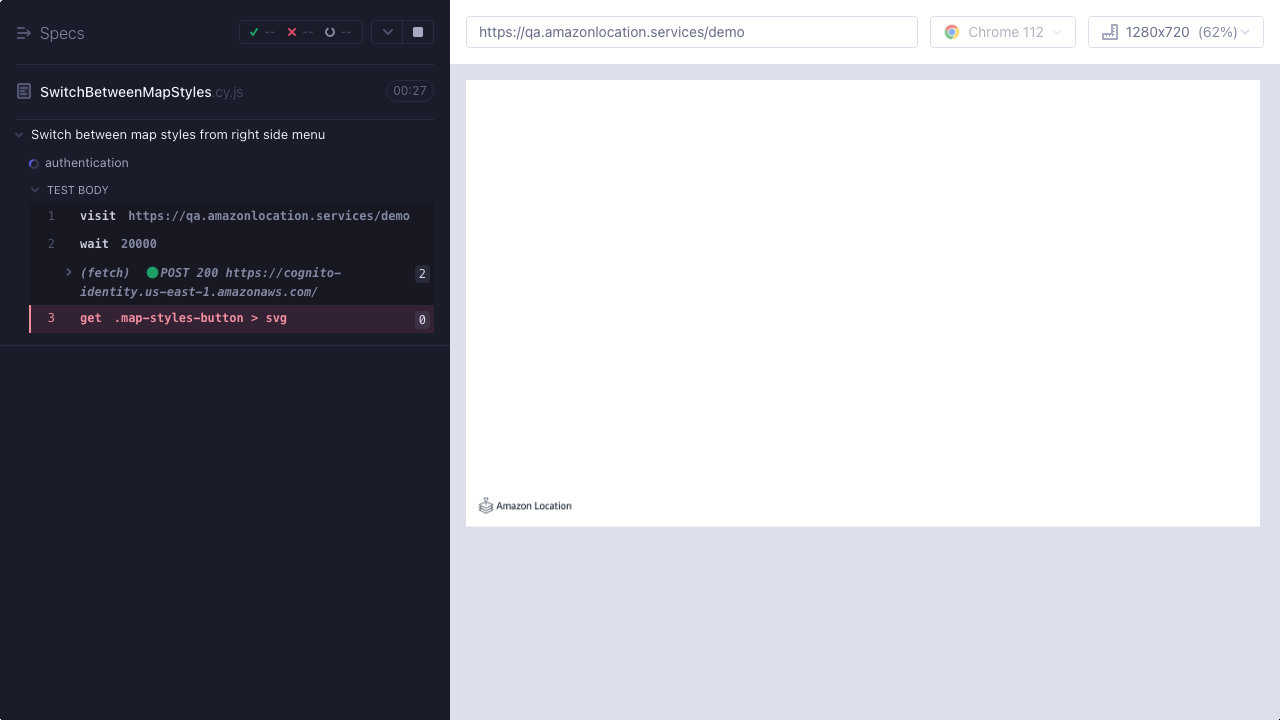 Specs
--
--
--
SwitchBetweenMapStyles.cy.js
00:27
Switch between map styles from right side menu
authentication
TEST BODY
1 visit https://qa.amazonlocation.services/demo
2 wait 20000
(fetch) POST 200 https://cognito-
identity.us-east-1.amazonaws.com/
2
3 get .map-styles-button > svg
0
https://qa.amazonlocation.services/demo
Chrome 112
1280x720 (62%)
Amazon Location